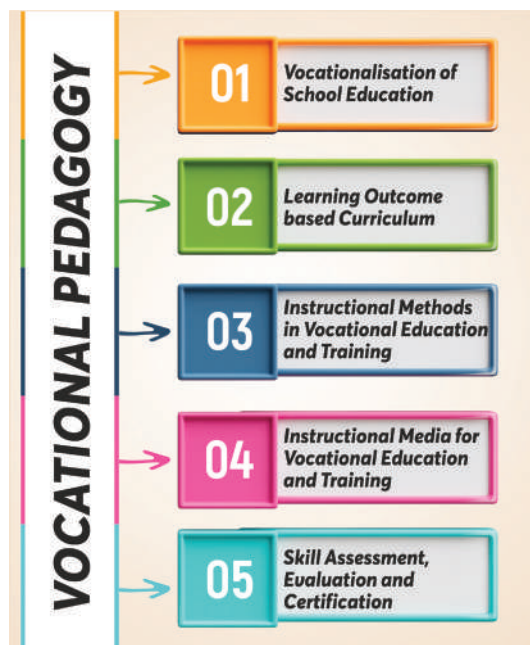 VOCATIONAL PEDAGOGY
01
Vocationalisation of
School Education
02
Learning Outcome
based Curriculum
03
Instructional Methods
in Vocational Education
and Training
04
Instructional Media for
Vocational Education
and Training
05
Skill Assessment,
Evaluation and
Certification